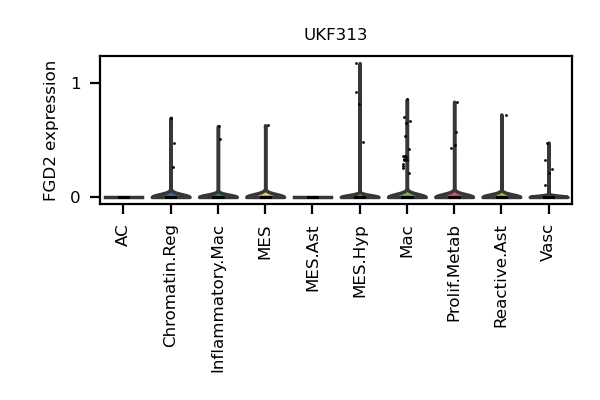 UKF313
FGD2 expression
1
0
AC
Chromatin.Reg
Inflammatory.Mac
MES
MES.Ast
MES.Hyp
Mac
Prolif.Metab
Reactive.Ast
Vasc